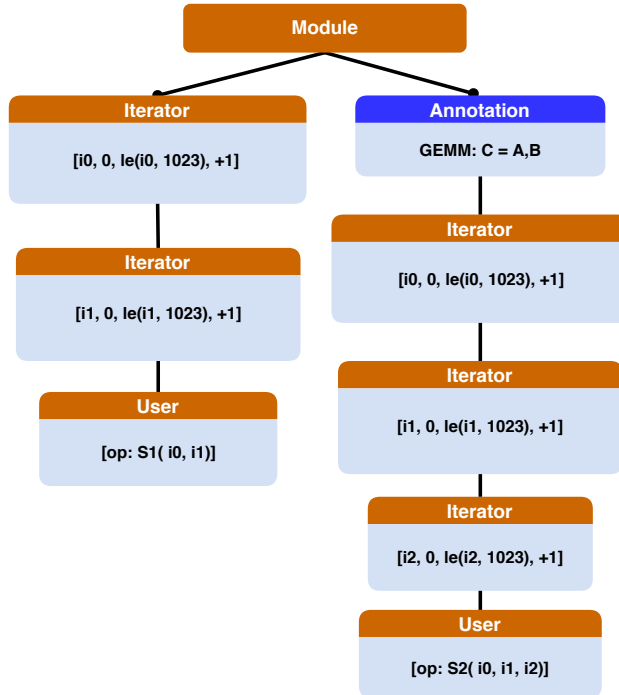 Module
Iterator
[i0, 0, le(i0, 1023), +1]
Iterator
[i1, 0, le(i1, 1023), +1]
User
[op: S1( i0, i1)]
Annotation
GEMM: C = A,B
Iterator
[i0, 0, le(i0, 1023), +1]
Iterator
[i1, 0, le(i1, 1023), +1]
Iterator
[i2, 0, le(i2, 1023), +1]
User
[op: S2( i0, i1, i2)]